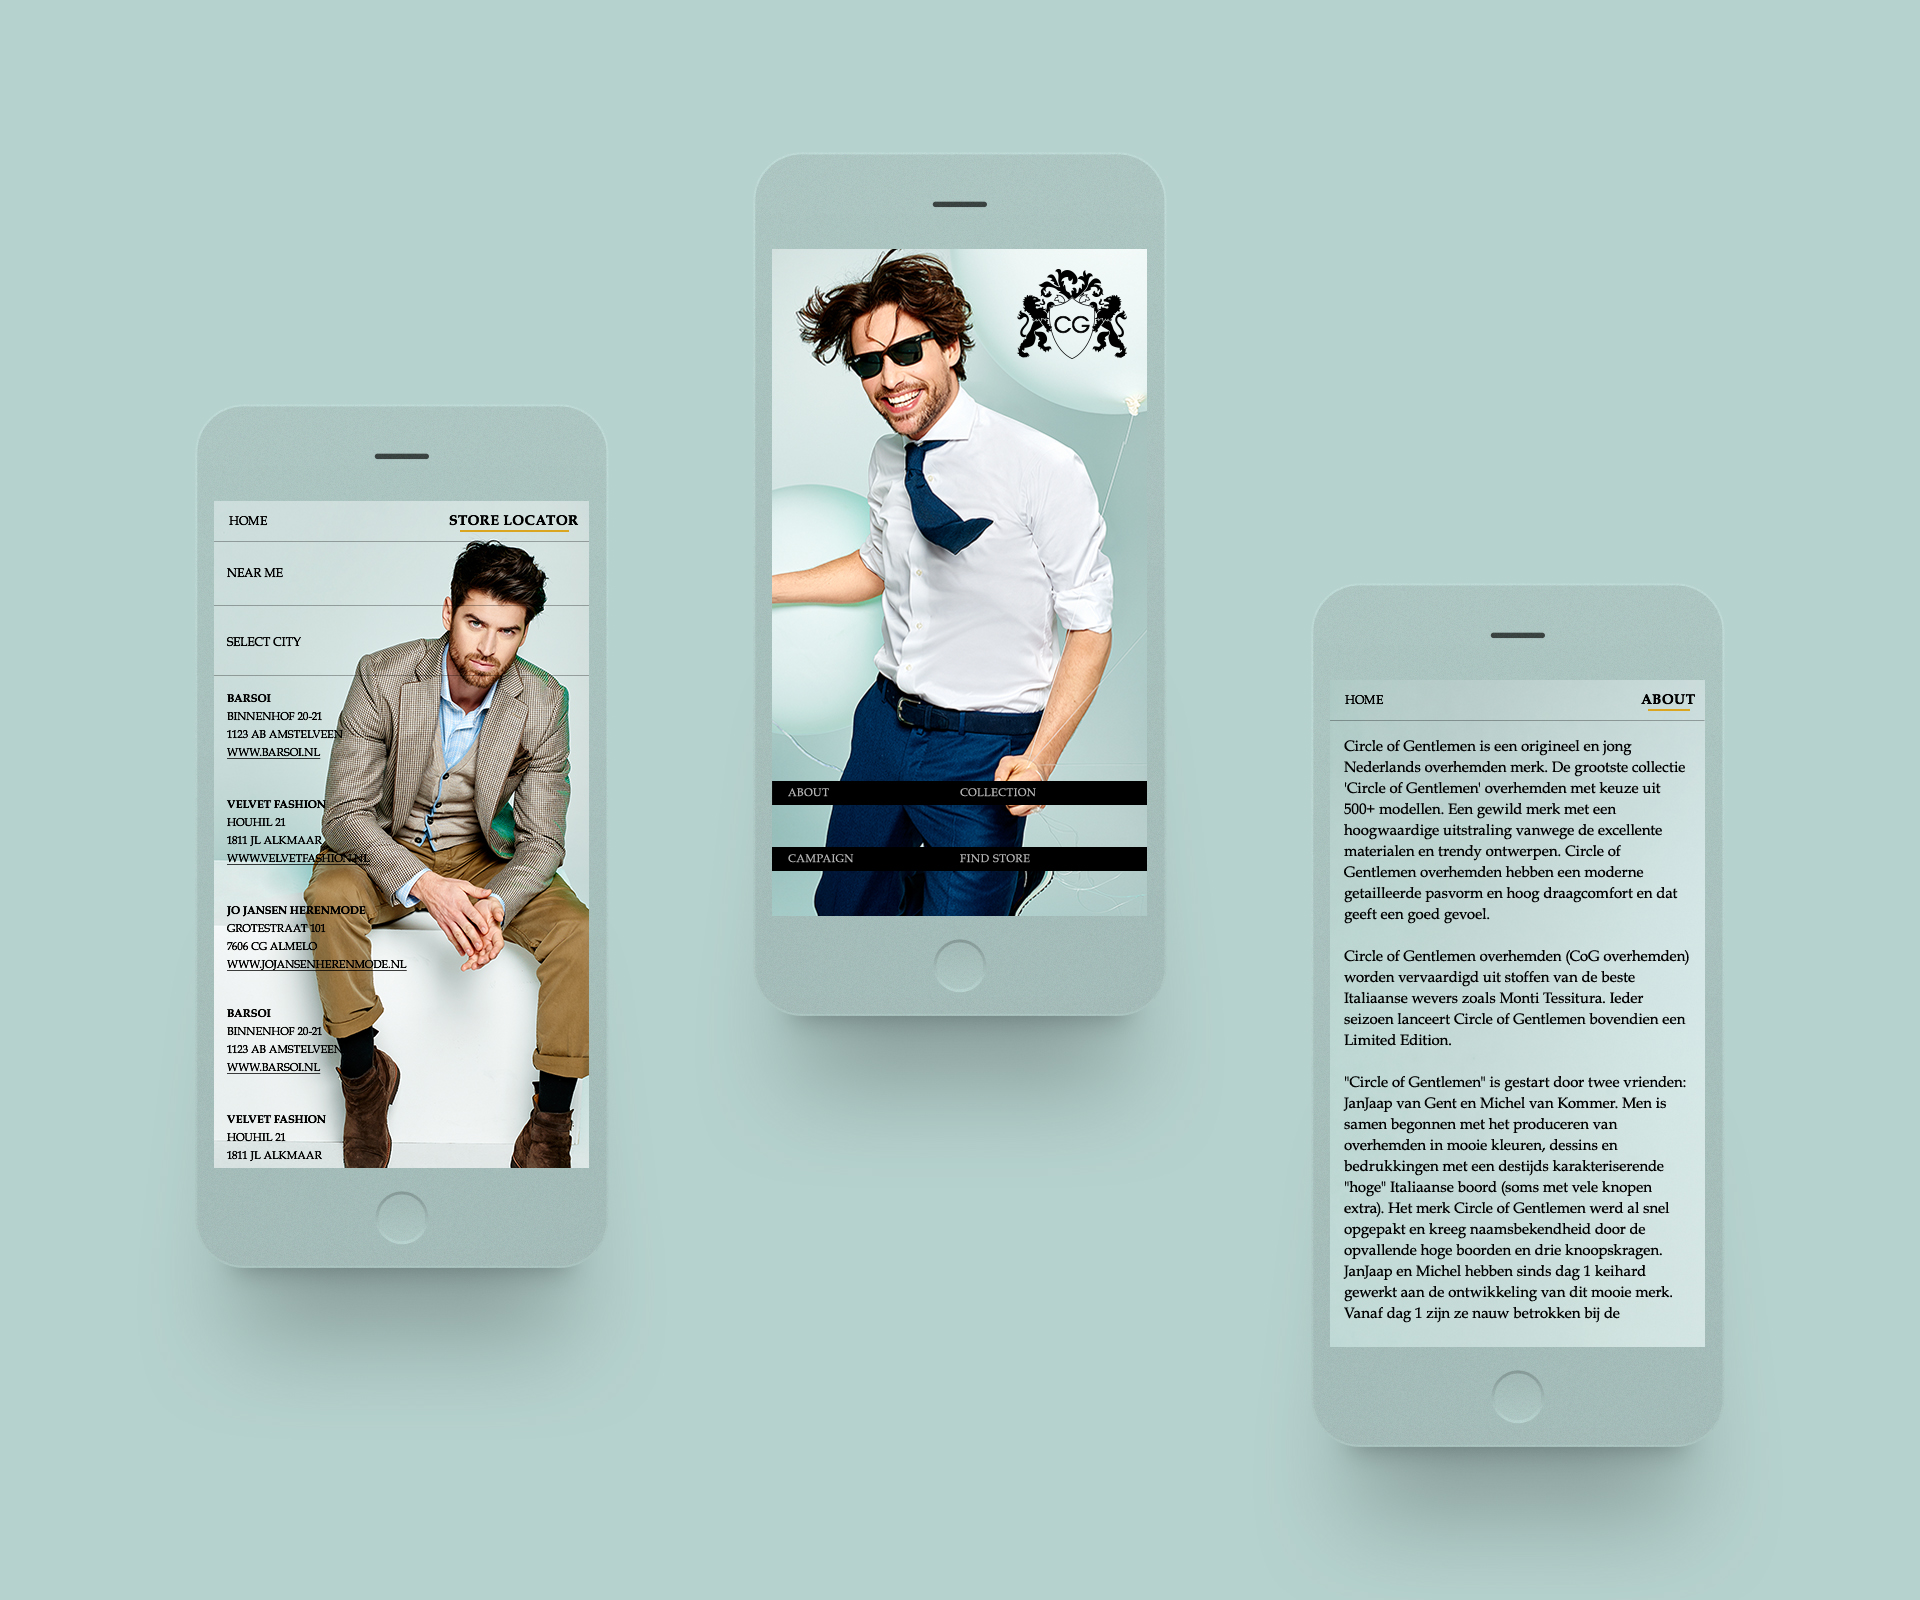 HOME
STORE LOCATOR
NEAR ME
SELECT CITY
BARSOI
BINNENHOF 20-21
1123 AB AMSTELVEEN
WWW.BARSOI.NL
VELVET FASHION
HOUHIL 21
1811 JL ALKMAAR
WWW.VELVETFASHION.NL
JO JANSEN HERENMODE
GROTESTRAAT 101
7606 CG ALMELO
WWW.JOJANSENHERENMODE.NL
BARSOI
BINNENHOF 20-21
1123 AB AMSTELVEEN
WWW.BARSOI.NL
VELVET FASHION
HOUHIL 21
1811 JL ALKMAAR
CG
ABOUT
COLLECTION
CAMPAIGN
FIND STORE
HOME
ABOUT
Circle of Gentlemen is een origineel en jong
Nederlands overhemden merk. De grootste collectie
'Circle of Gentlemen' overhemden met keuze uit
500+ modellen. Een gewild merk met een
hoogwaardige uitstraling vanwege de excellente
materialen en trendy ontwerpen. Circle of
Gentlemen overhemden hebben een moderne
getailleerde pasvorm en hoog draagcomfort en dat
geeft een goed gevoel.
Circle of Gentlemen overhemden (CoG overhemden)
worden vervaardigd uit stoffen van de beste
Italiaanse wevers zoals Monti Tessitura. Ieder
seizoen lanceert Circle of Gentlemen bovendien een
Limited Edition.
"Circle of Gentlemen" is gestart door twee vrienden:
JanJaap van Gent en Michel van Kommer. Men is
samen begonnen met het produceren van
overhemden in mooie kleuren, dessins en
bedrukkingen met een destijds karakteriserende
"hoge" Italiaanse boord (soms met vele knopen
extra). Het merk Circle of Gentlemen werd al snel
opgepakt en kreeg naamsbekendheid door de
opvallende hoge boorden en drie knoopskragen.
JanJaap en Michel hebben sinds dag 1 keihard
gewerkt aan de ontwikkeling van dit mooie merk.
Vanaf dag 1 zijn ze nauw betrokken bij de